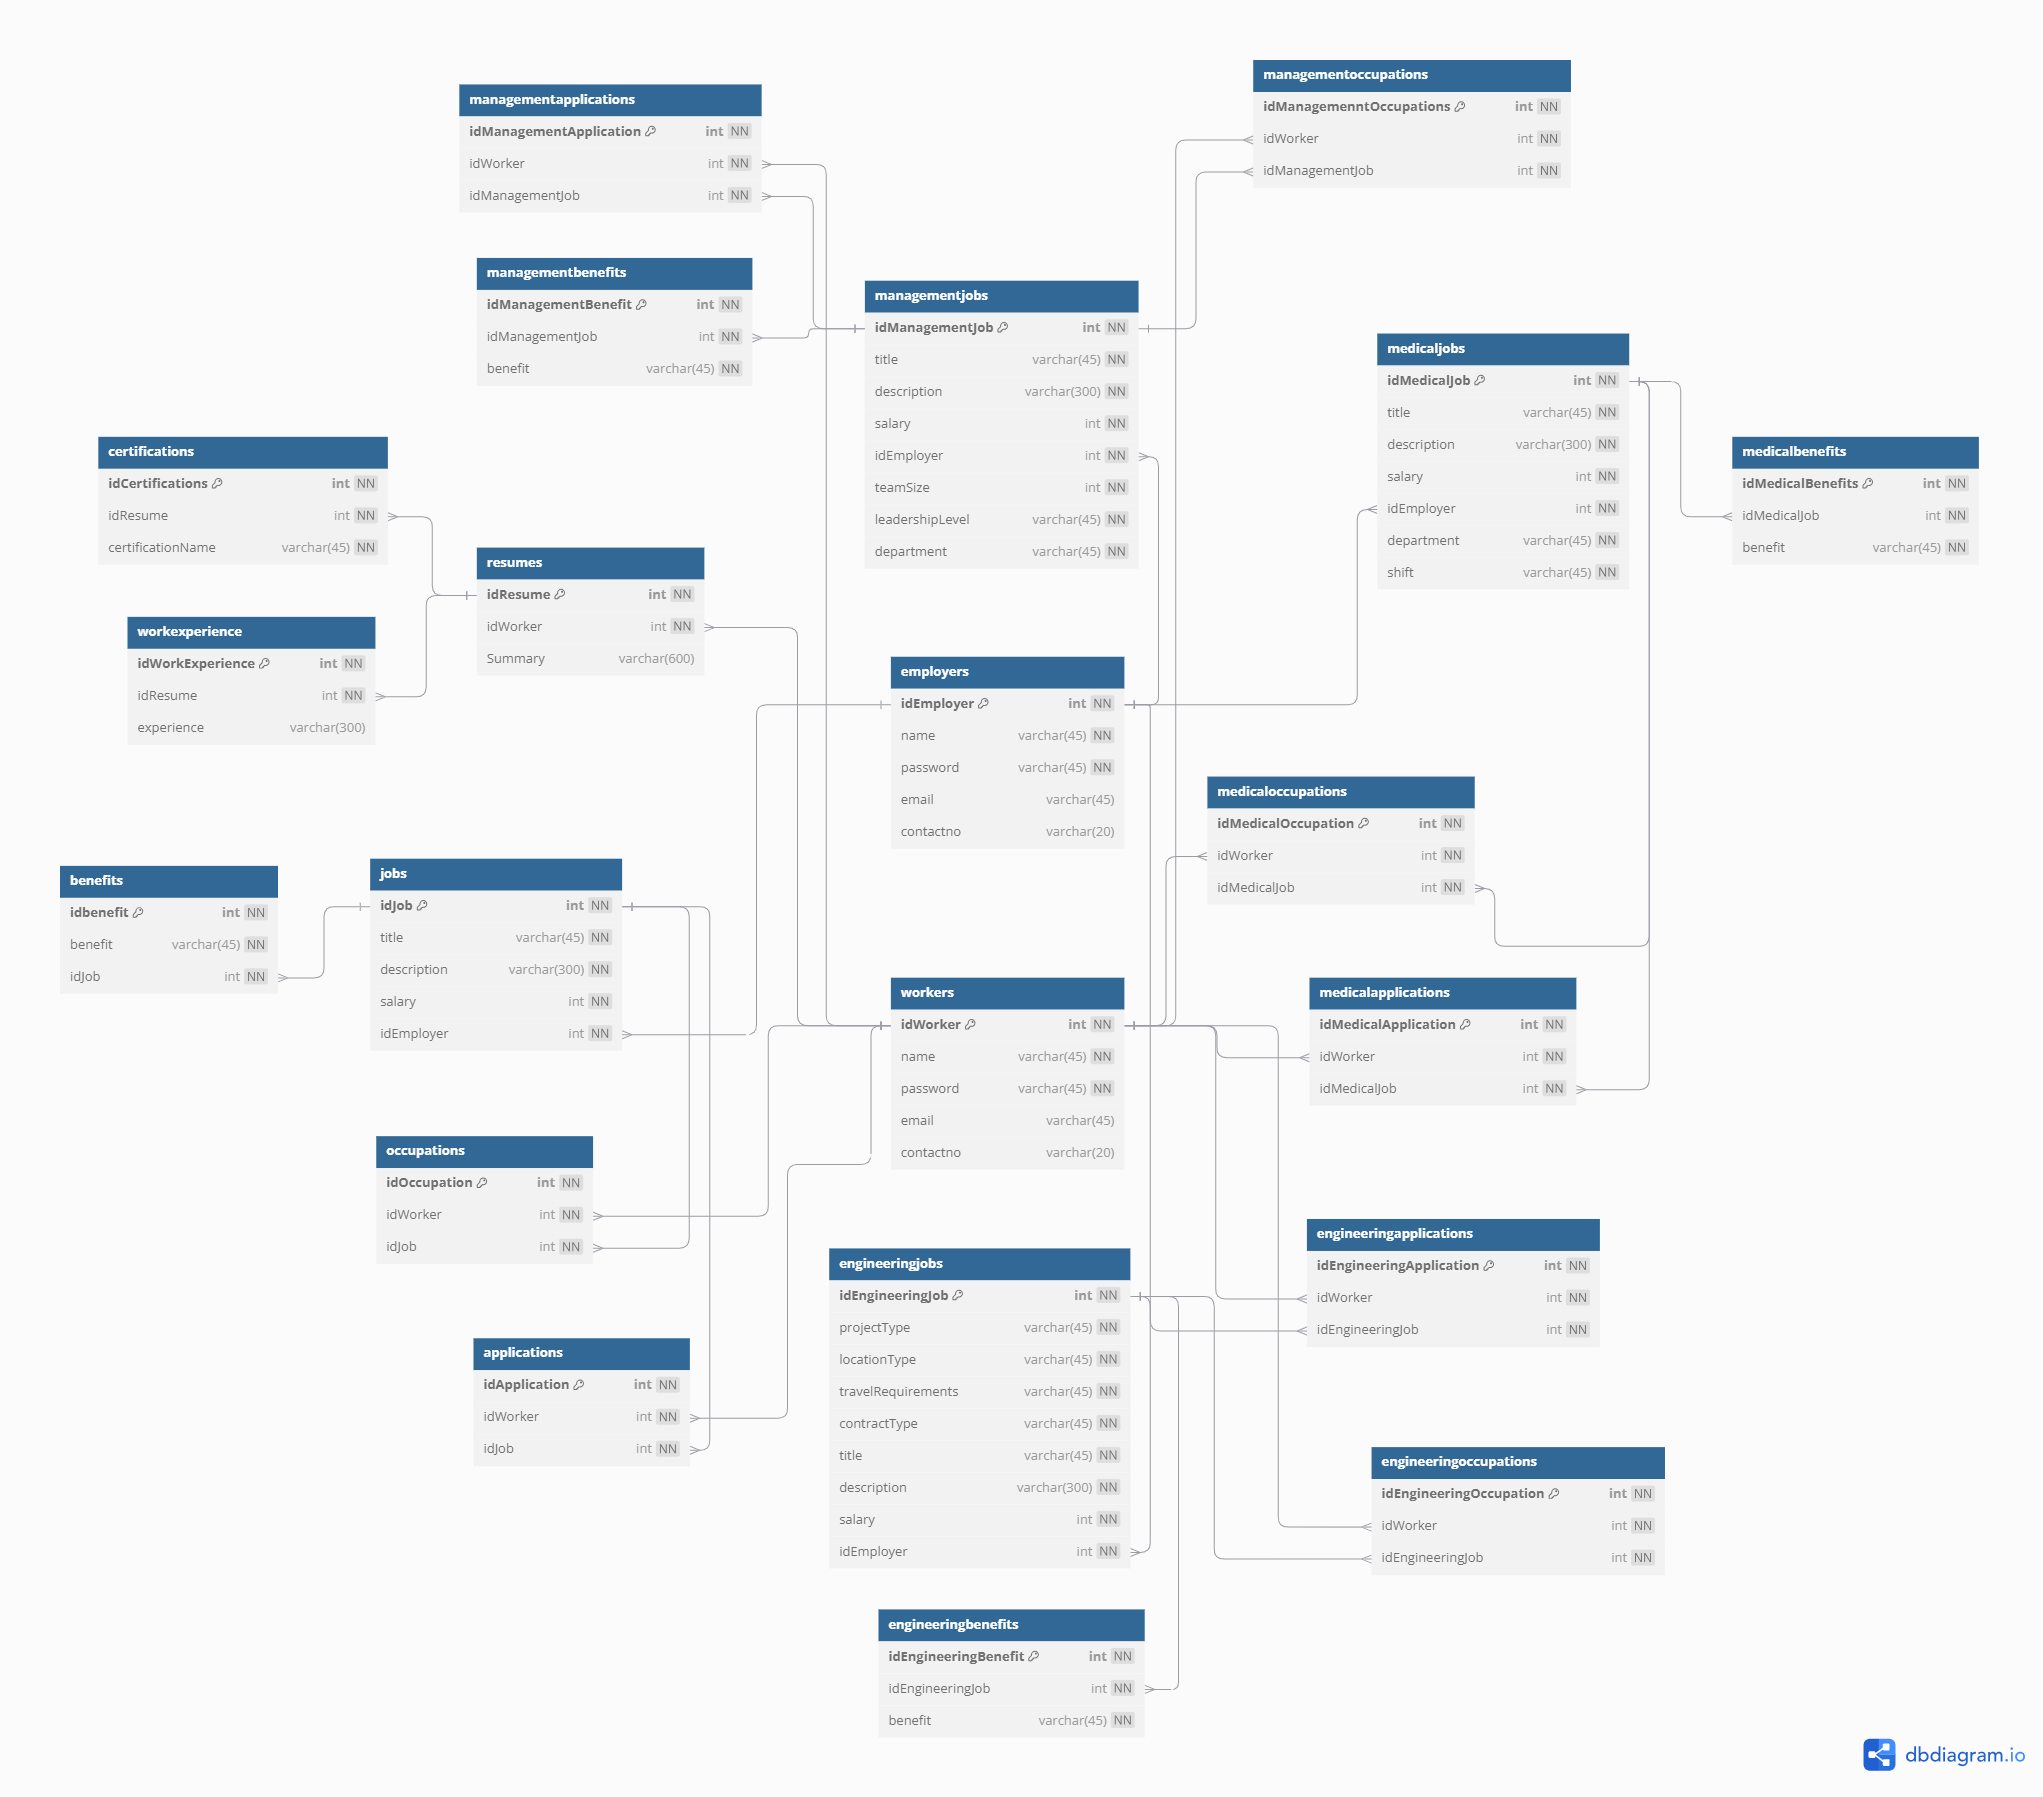 managementapplications
idManagementApplication int NN
idWorker int NN
idManagementJob int NN
managementoccupations
idManagemenntOccupations int NN
idWorker int NN
idManagementJob int NN
managementbenefits
idManagementBenefit int NN
idManagementJob int NN
benefit varchar(45) NN
managementjobs
idManagementJob int NN
title varchar(45) NN
description varchar(300) NN
salary int NN
idEmployer int NN
teamSize int NN
leadershipLevel varchar(45) NN
department varchar(45) NN
medicaljobs
idMedicalJob int NN
title varchar(45) NN
description varchar(300) NN
salary int NN
idEmployer int NN
department varchar(45) NN
shift varchar(45) NN
medicalbenefits
idMedicalBenefits int NN
idMedicalJob int NN
benefit varchar(45) NN
certifications
idCertifications int NN
idResume int NN
certificationName varchar(45) NN
resumes
idResume int NN
idWorker int NN
Summary varchar(600)
workexperience
idWorkExperience int NN
idResume int NN
experience varchar(300)
employers
idEmployer int NN
name varchar(45) NN
password varchar(45) NN
email varchar(45)
contactno varchar(20)
medicaloccupations
idMedicalOccupation int NN
idWorker int NN
idMedicalJob int NN
benefits
idbenefit int NN
benefit varchar(45) NN
idJob int NN
jobs
idJob int NN
title varchar(45) NN
description varchar(300) NN
salary int NN
idEmployer int NN
workers
idWorker int NN
name varchar(45) NN
password varchar(45) NN
email varchar(45)
contactno varchar(20)
medicalapplications
idMedicalApplication int NN
idWorker int NN
idMedicalJob int NN
occupations
idOccupation int NN
idWorker int NN
idJob int NN
engineeringapplications
idEngineeringApplication int NN
idWorker int NN
idEngineeringJob int NN
engineeringjobs
idEngineeringJob int NN
projectType varchar(45) NN
locationType varchar(45) NN
travelRequirements varchar(45) NN
contractType varchar(45) NN
title varchar(45) NN
description varchar(300) NN
salary int NN
idEmployer int NN
applications
idApplication int NN
idWorker int NN
idJob int NN
engineeringoccupations
idEngineeringOccupation int NN
idWorker int NN
idEngineeringJob int NN
engineeringbenefits
idEngineeringBenefit int NN
idEngineeringJob int NN
benefit varchar(45) NN
dbdiagram.io